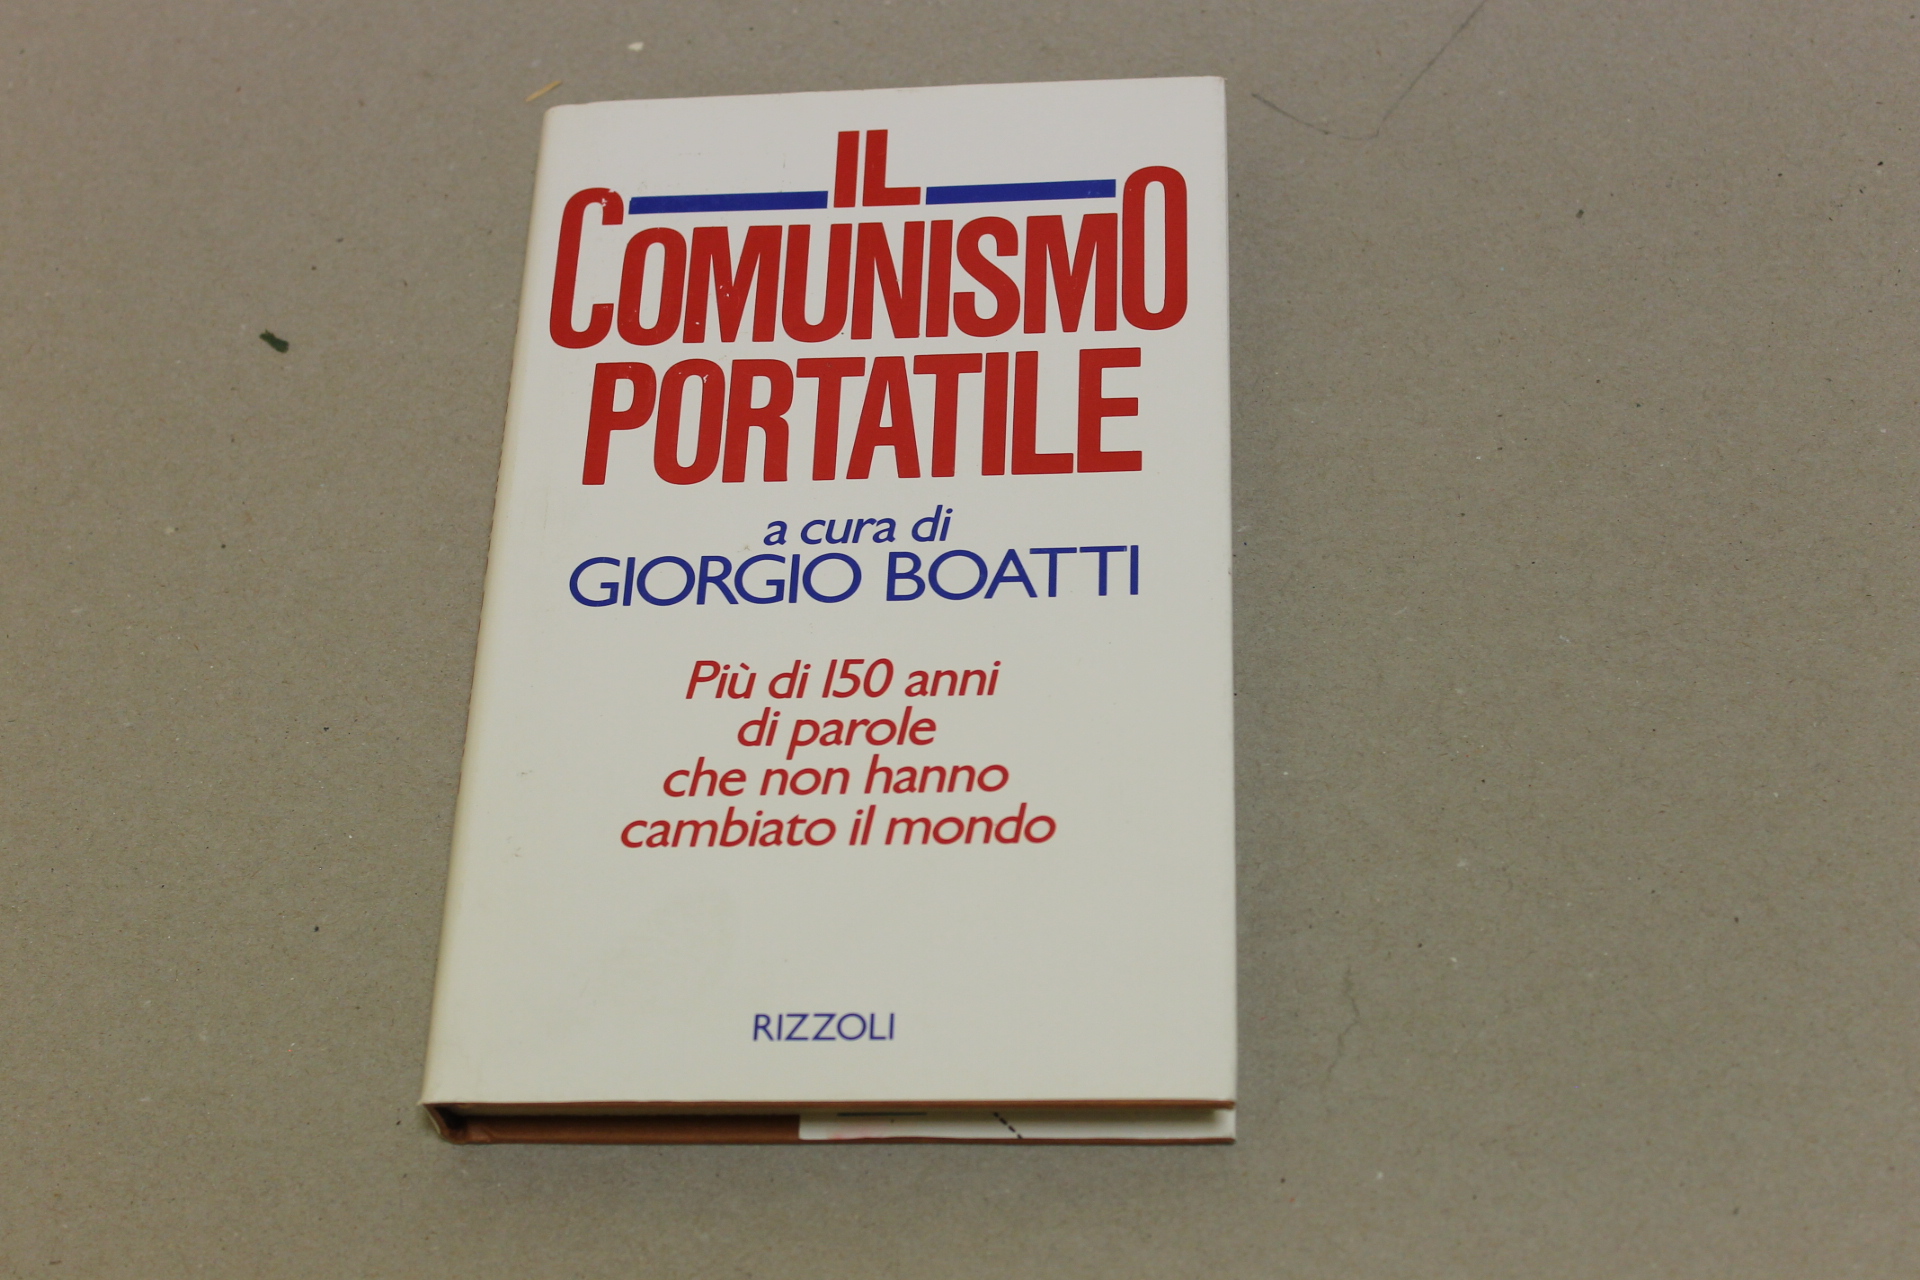 IL
COMUNISMO
PORTATILE
a cura di
GIORGIO BOATTI
Più di 150 anni
di parole
che non hanno
cambiato il mondo
RIZZOLI